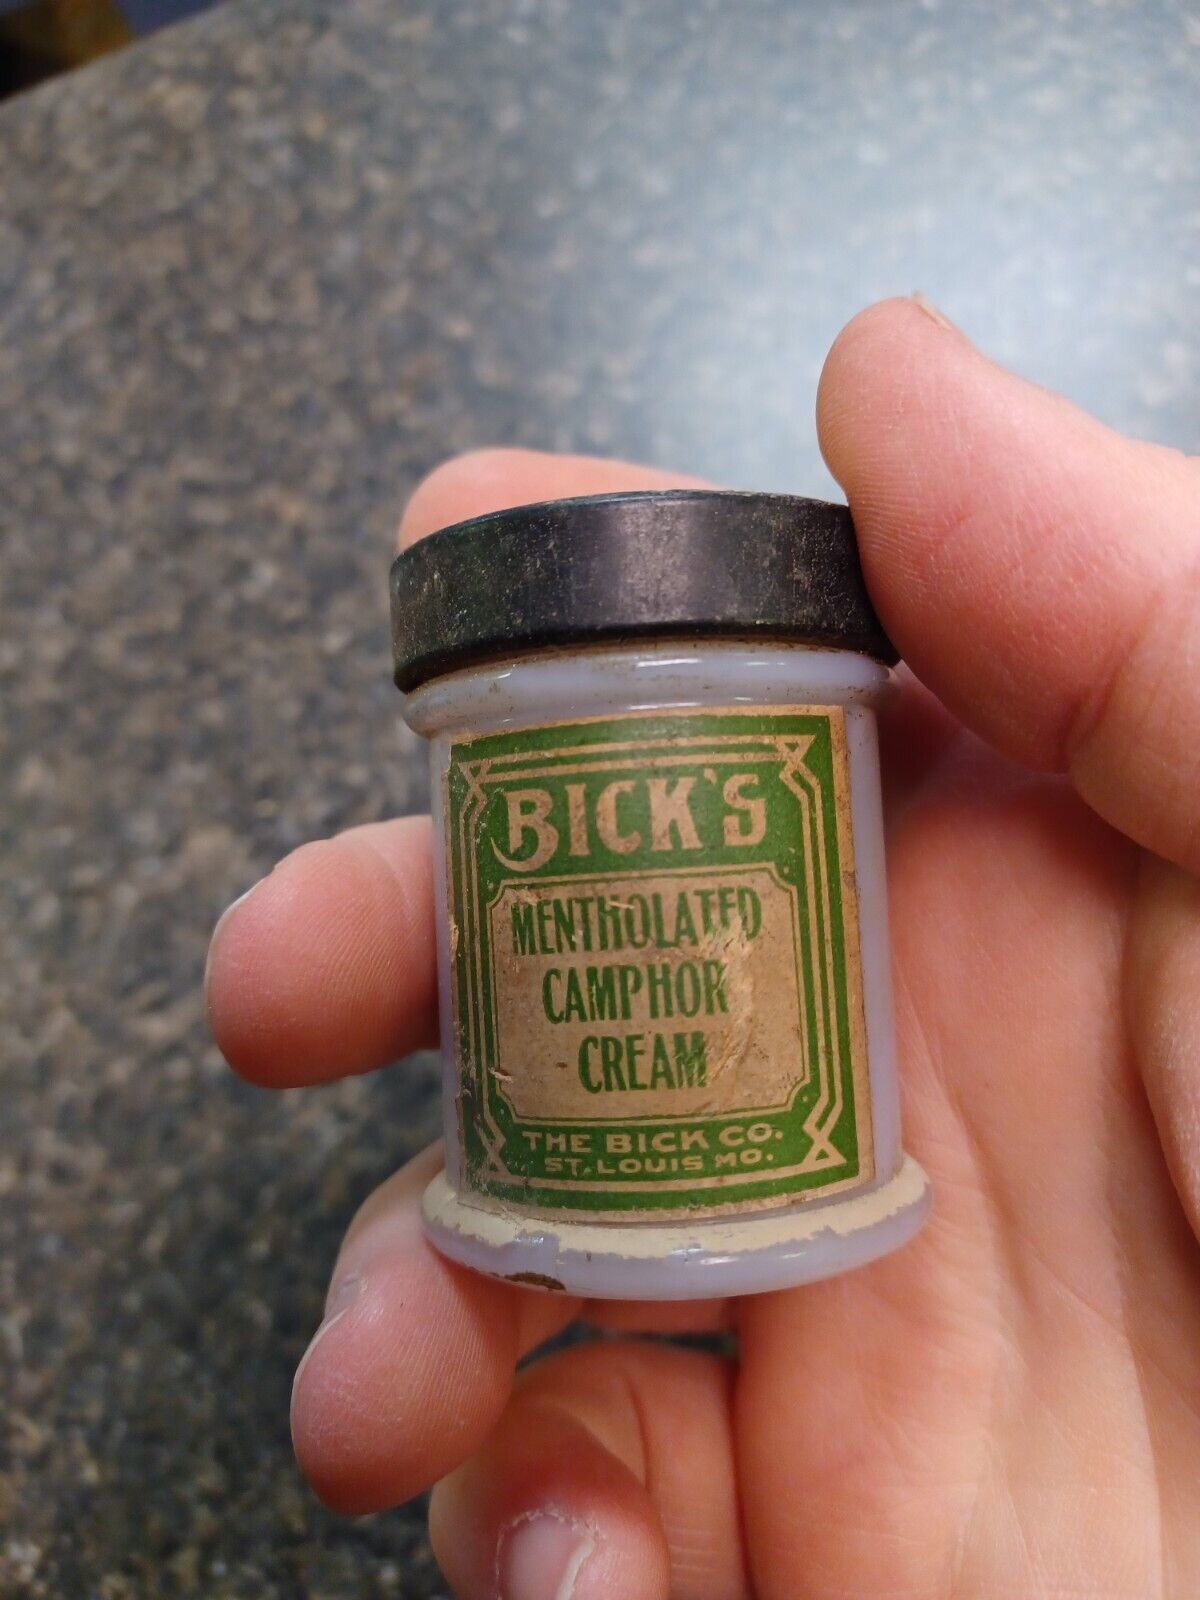 BICK'S
MENTHOLATED
CAMPHOR
CREAM
THE BICK CO.
ST. LOUIS MO.